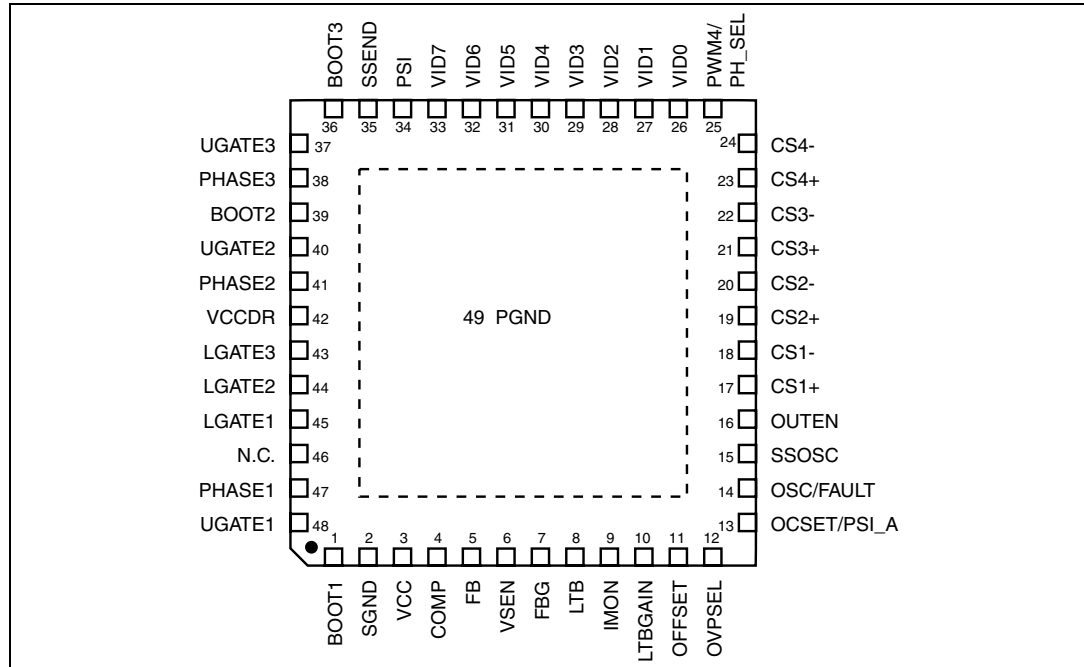 BOOT3
SSEND
PSI
VID7
VID6
VID5
VID4
VID3
VID2
VID1
VID0
PWM4/
PH_SEL
36 35 34 33 32 31 30 29 28 27 26 25
UGATE3 37
PHASE3 38
BOOT2 39
UGATE2 40
PHASE2 41
VCCDR 42
LGATE3 43
LGATE2 44
LGATE1 45
N.C. 46
PHASE1 47
UGATE1 48
49 PGND
24 CS4-
23 CS4+
22 CS3-
21 CS3+
20 CS2-
19 CS2+
18 CS1-
17 CS1+
16 OUTEN
15 SSOSC
14 OSC/FAULT
13 OCSET/PSI_A
1 2 3 4 5 6 7 8 9 10 11 12
BOOT1
SGND
VCC
COMP
FB
VSEN
FBG
LTB
IMON
LTBGAIN
OFFSET
OVPSEL